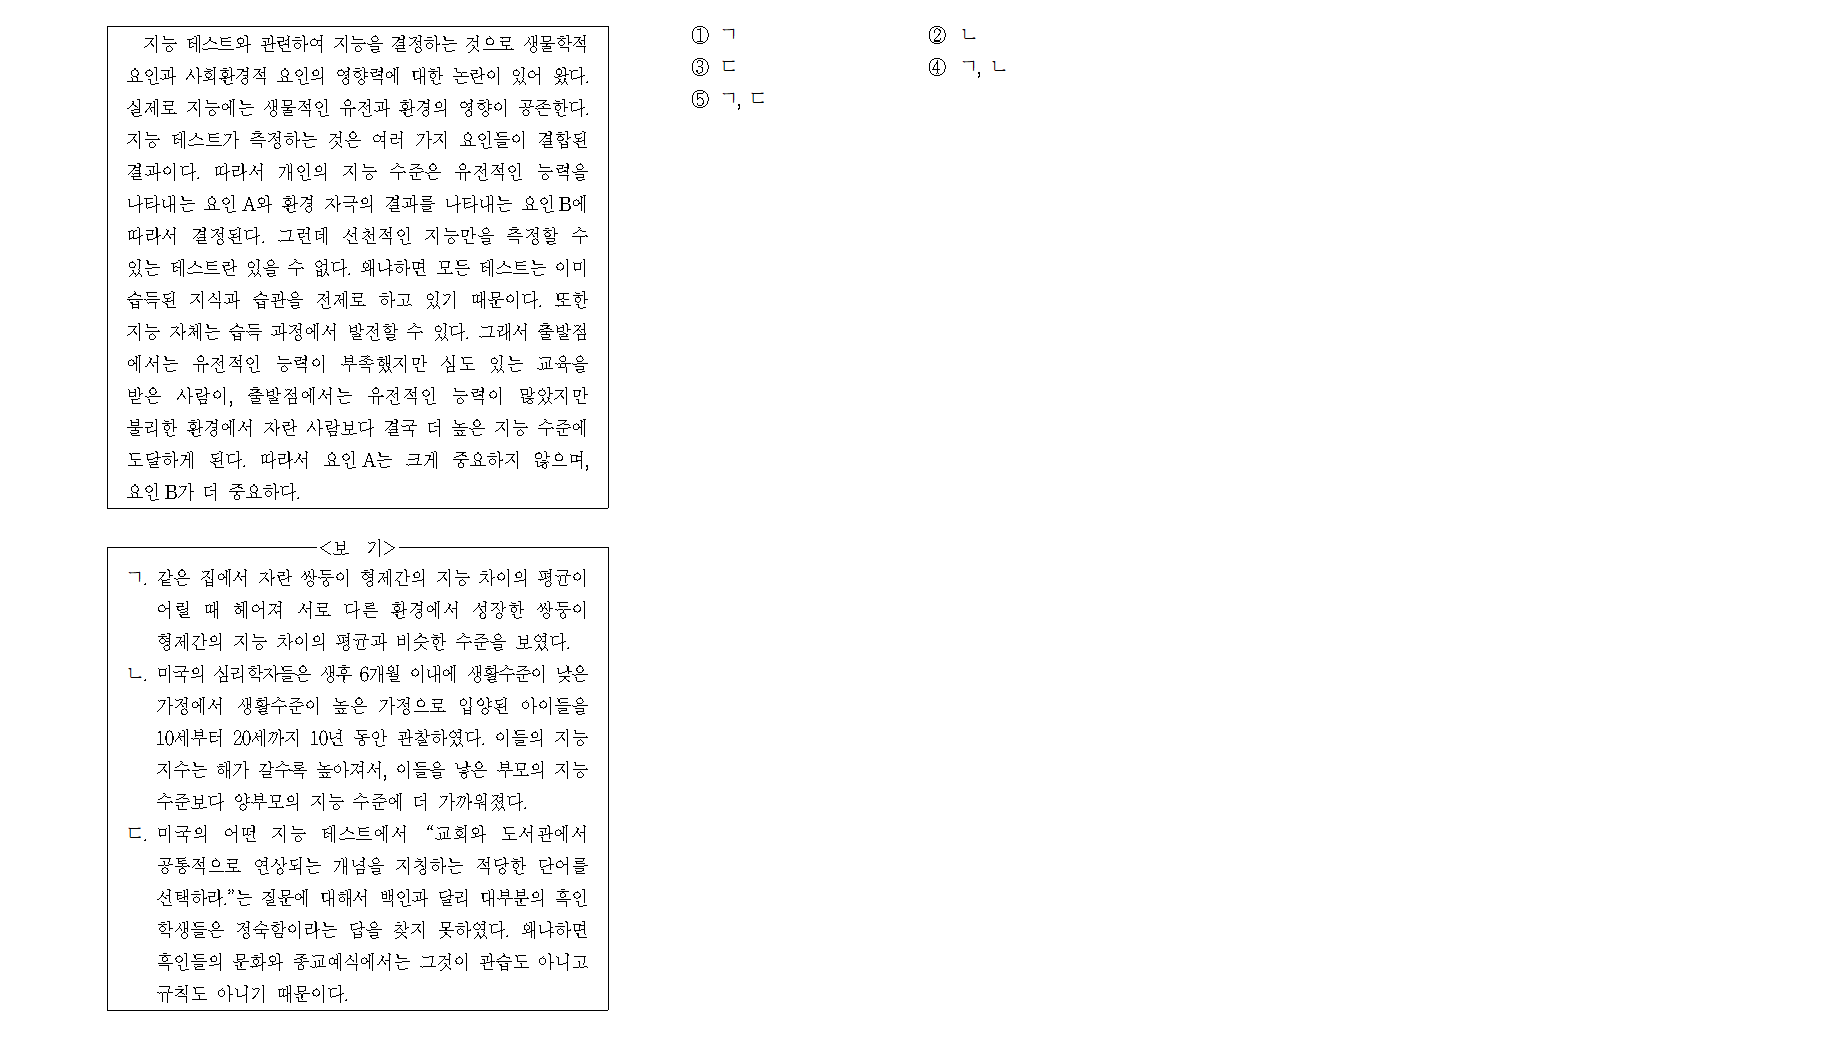 지능 테스트와 관련하여 지능을 결정하는 것으로 생물학적
요인과 사회환경적 요인의 영향력에 대한 논란이 있어 왔다.
실제로 지능에는 생물적인 유전과 환경의 영향이 공존한다.
지능 테스트가 측정하는 것은 여러 가지 요인들이 결합된
결과이다. 따라서 개인의 지능 수준은 유전적인 능력을
나타내는 요인 A와 환경 자극의 결과를 나타내는 요인 B에
따라서 결정된다. 그런데 선천적인 지능만을 측정할 수
있는 테스트란 있을 수 없다. 왜냐하면 모든 테스트는 이미
습득된 지식과 습관을 전제로 하고 있기 때문이다. 또한
지능 자체는 습득 과정에서 발전할 수 있다. 그래서 출발점
에서는 유전적인 능력이 부족했지만 심도 있는 교육을
받은 사람이, 출발점에서는 유전적인 능력이 많았지만
불리한 환경에서 자란 사람보다 결국 더 높은 지능 수준에
도달하게 된다. 따라서 요인 A는 크게 중요하지 않으며,
요인 B가 더 중요하다.
<보 기>
ㄱ. 같은 집에서 자란 쌍둥이 형제간의 지능 차이의 평균이
어릴 때 헤어져 서로 다른 환경에서 성장한 쌍둥이
형제간의 지능 차이의 평균과 비슷한 수준을 보였다.
ㄴ. 미국의 심리학자들은 생후 6개월 이내에 생활수준이 낮은
가정에서 생활수준이 높은 가정으로 입양된 아이들을
10세부터 20세까지 10년 동안 관찰하였다. 이들의 지능
지수는 해가 갈수록 높아져서, 이들을 낳은 부모의 지능
수준보다 양부모의 지능 수준에 더 가까워졌다.
ㄷ. 미국의 어떤 지능 테스트에서 “교회와 도서관에서
공통적으로 연상되는 개념을 지칭하는 적당한 단어를
선택하라.”는 질문에 대해서 백인과 달리 대부분의 흑인
학생들은 정숙함이라는 답을 찾지 못하였다. 왜냐하면
흑인들의 문화와 종교예식에서는 그것이 관습도 아니고
규칙도 아니기 때문이다.
① ㄱ ② ㄴ
③ ㄷ ④ ㄱ, ㄴ
⑤ ㄱ, ㄷ